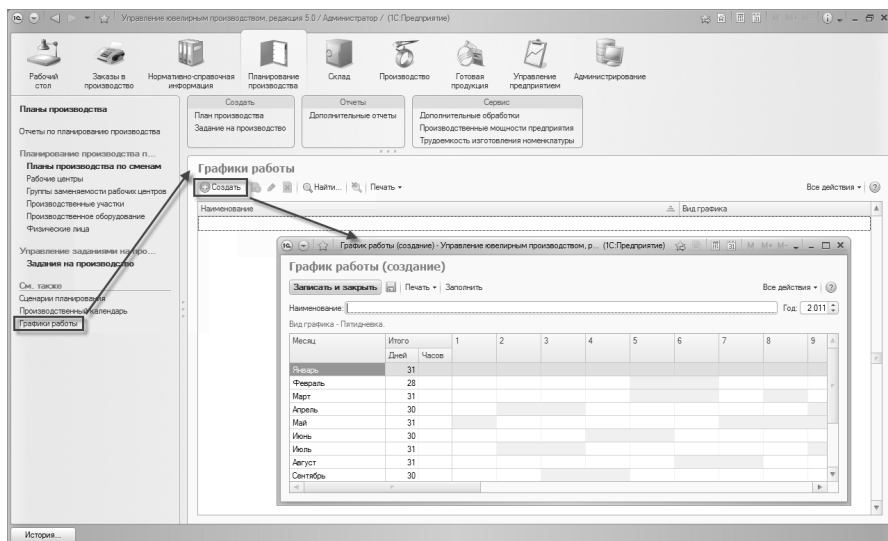 Управление ювелирным производством, редакция 5.0 / Администратор / (1С:Предприятие)
Рабочий стол
Заказы в производство
Нормативно-справочная информация
Планирование производства
Склад
Производство
Готовая продукция
Управление предприятием
Администрирование
Планы производства
Отчеты по планированию производства
Планирование производства п...
Планы производства по сменам
Рабочие центры
Группы заменяемости рабочих центров
Производственные участки
Производственное оборудование
Физические лица
Управление заданиями на про...
Задания на производство
См. также
Сценарии планирования
Производственный календарь
Графики работы
Создать
План производства
Задание на производство
Отчеты
Дополнительные отчеты
Сервис
Дополнительные обработки
Производственные мощности предприятия
Трудоемкость изготовления номенклатуры
Графики работы
Создать Найти... Печать Все действия
Наименование Вид графика
График работы (создание) - Управление ювелирным производством, р... (1С:Предприятие) M M+ M-
График работы (создание)
Записать и закрыть Печать Заполнить Все действия
Наименование: Год: 2 011
Вид графика - Пятидневка.
Месяц Итого 1 2 3 4 5 6 7 8 9
Дней Часов
Январь 31
Февраль 28
Март 31
Апрель 30
Май 31
Июнь 30
Июль 31
Август 31
Сентябрь 30
История...